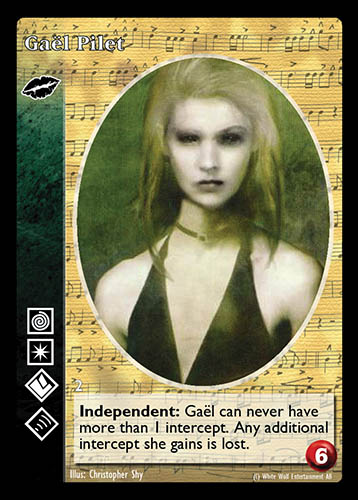 Gaël Pilet
2
Independent: Gaël can never have
more than 1 intercept. Any additional
intercept she gains is lost.
6
Illus: Christopher Shy
(C) White Wolf Entertainment AB